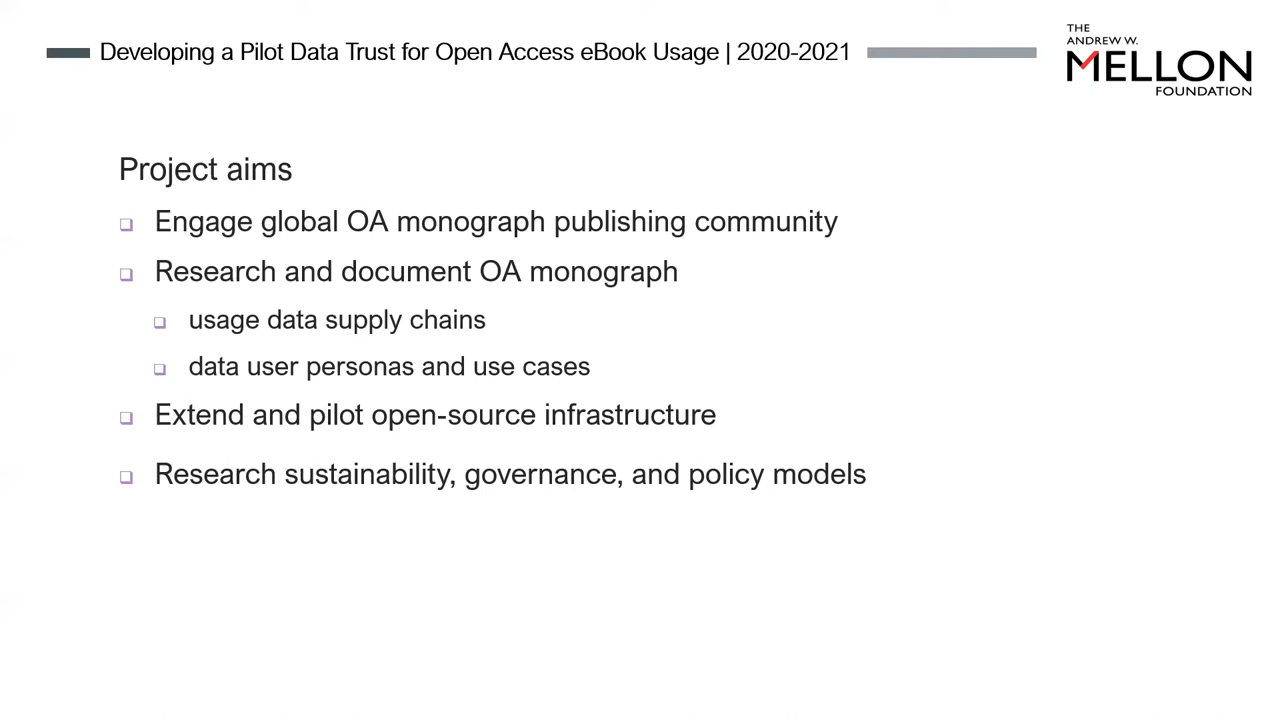 Developing a Pilot Data Trust for Open Access eBook Usage | 2020-2021
THE
ANDREW W.
MELLON
FOUNDATION
Project aims
Engage global OA monograph publishing community
Research and document OA monograph
usage data supply chains
data user personas and use cases
Extend and pilot open-source infrastructure
Research sustainability, governance, and policy models